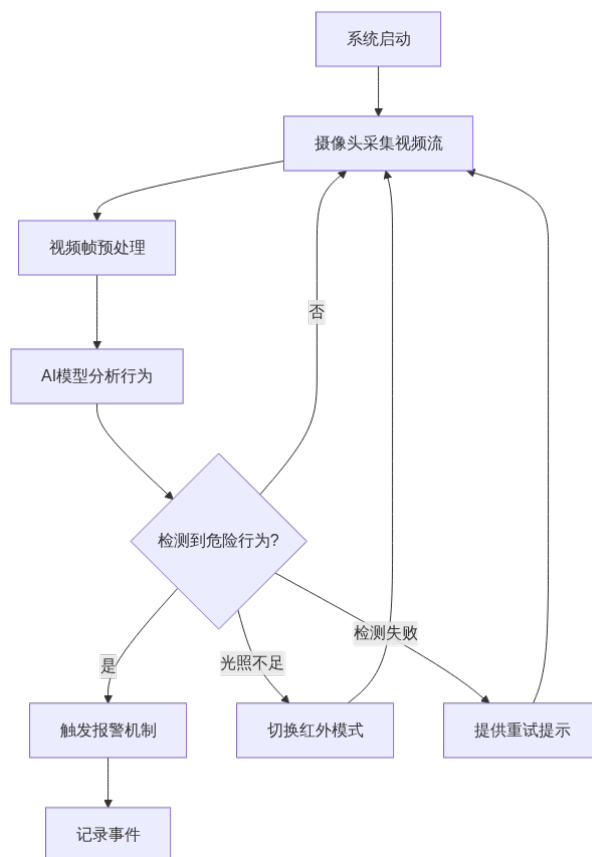 系统启动
摄像头采集视频流
视频帧预处理
否
AI模型分析行为
检测到危险行为?
检测失败
是
光照不足
触发报警机制
切换红外模式
提供重试提示
记录事件